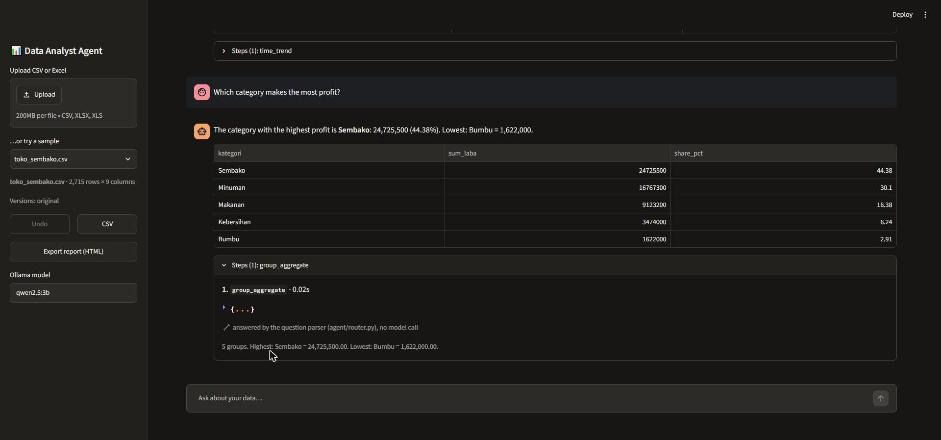 Deploy
📊 Data Analyst Agent
Upload CSV or Excel
Upload
200MB per file • CSV, XLSX, XLS
...or try a sample
toko_sembako.csv
toko_sembako.csv · 2,715 rows × 9 columns
Versions: original
Undo
CSV
Export report (HTML)
Ollama model
qwen2.5:3b
Steps (1): time_trend
Which category makes the most profit?
The category with the highest profit is Sembako: 24,725,500 (44.38%). Lowest: Bumbu = 1,622,000.
kategori sum_laba share_pct
Sembako 24725500 44.38
Minuman 16767300 30.1
Makanan 9123200 16.38
Kebersihan 3474000 6.24
Bumbu 1622000 2.91
Steps (1): group_aggregate
1. group_aggregate · 0.02s
{...}
answered by the question parser (agent/router.py), no model call
5 groups. Highest: Sembako = 24,725,500.00. Lowest: Bumbu = 1,622,000.00.
Ask about your data...